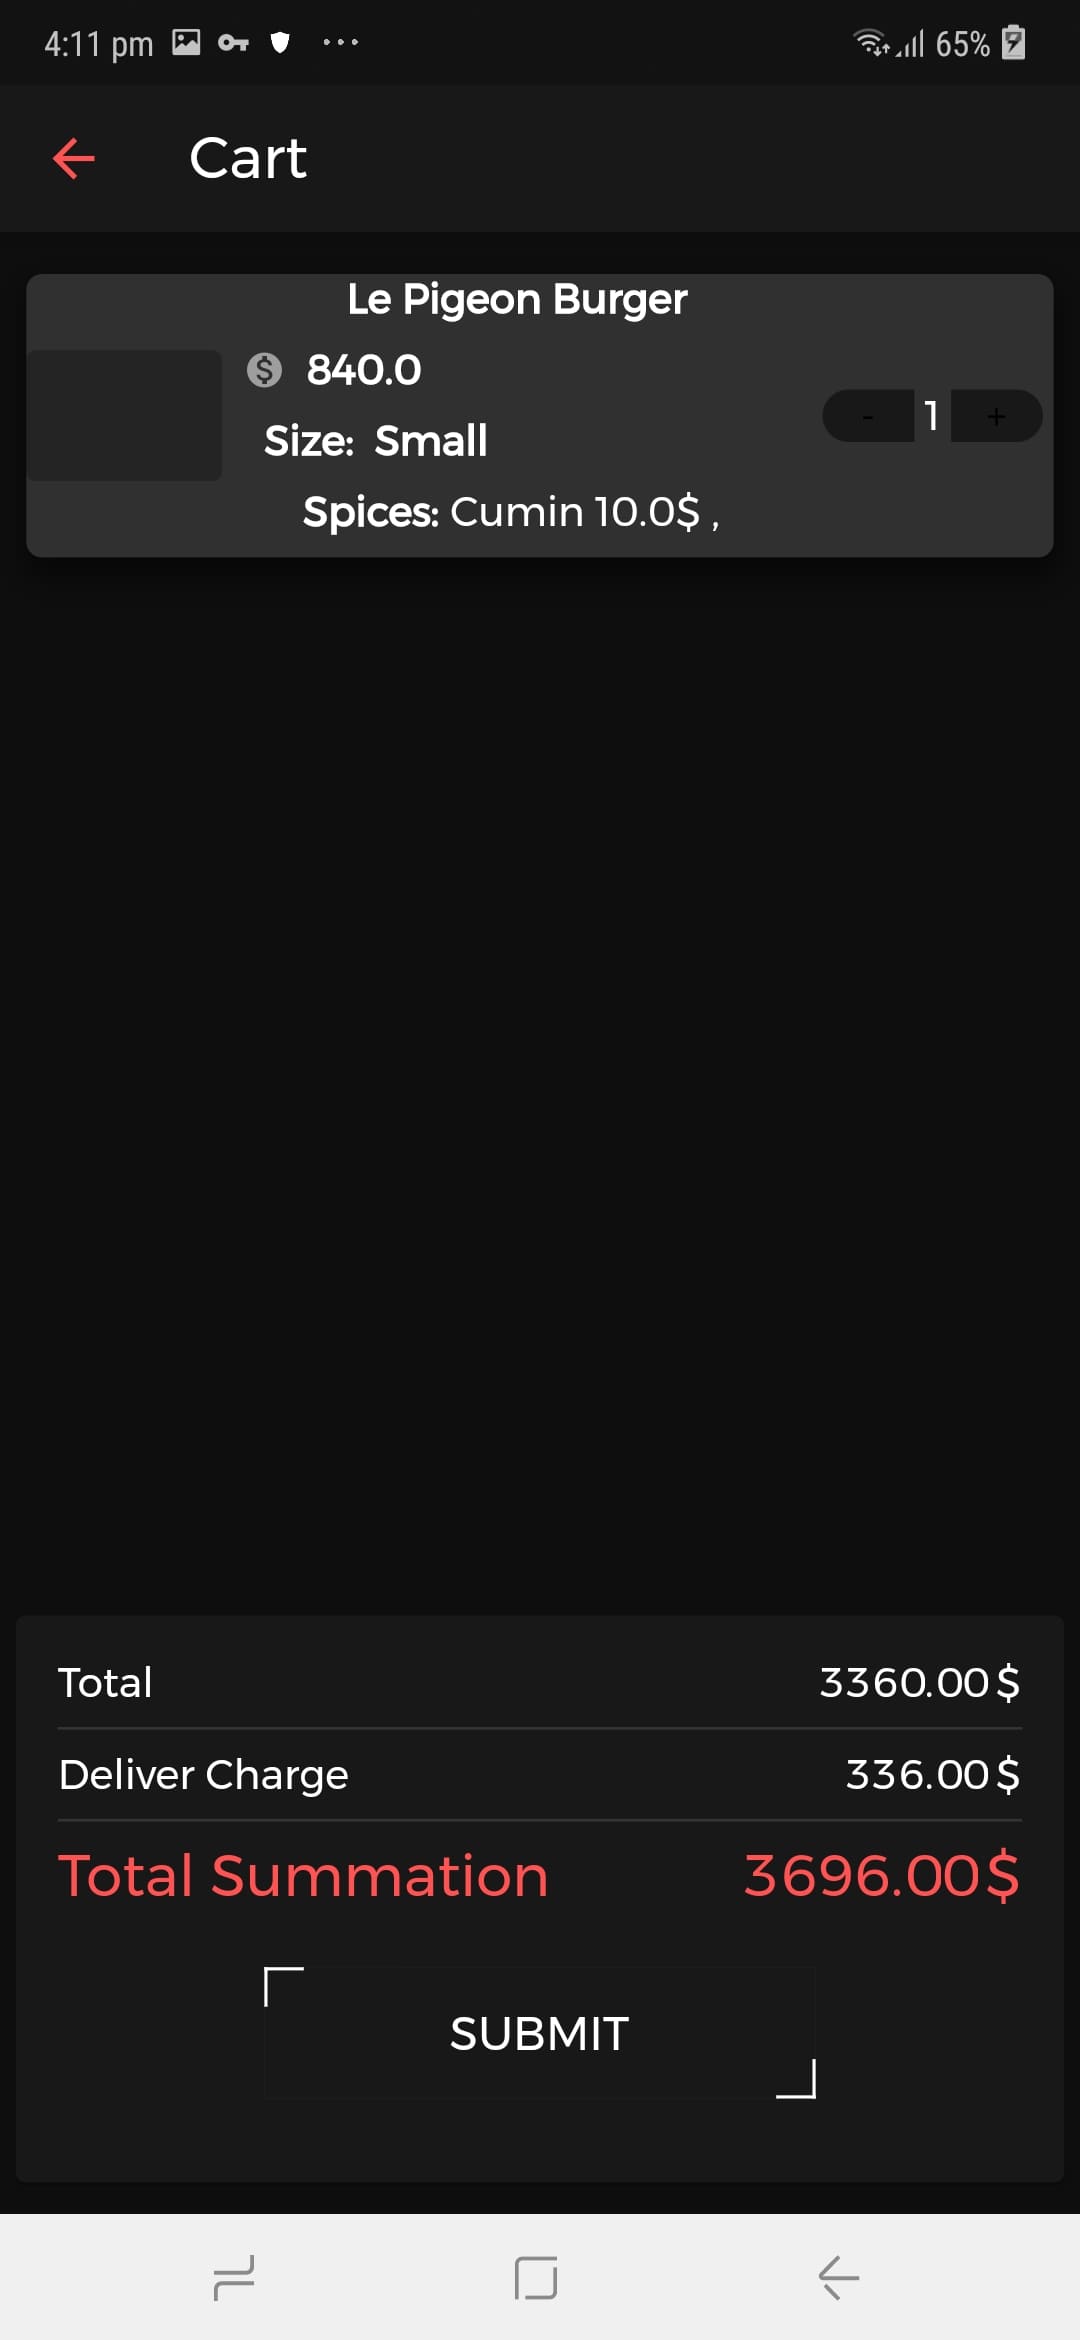 4:11 pm 65%
Cart
Le Pigeon Burger
$ 840.0
Size: Small
- 1 +
Spices: Cumin 10.0$ ,
Total 3360.00$
Deliver Charge 336.00$
Total Summation 3696.00$
SUBMIT